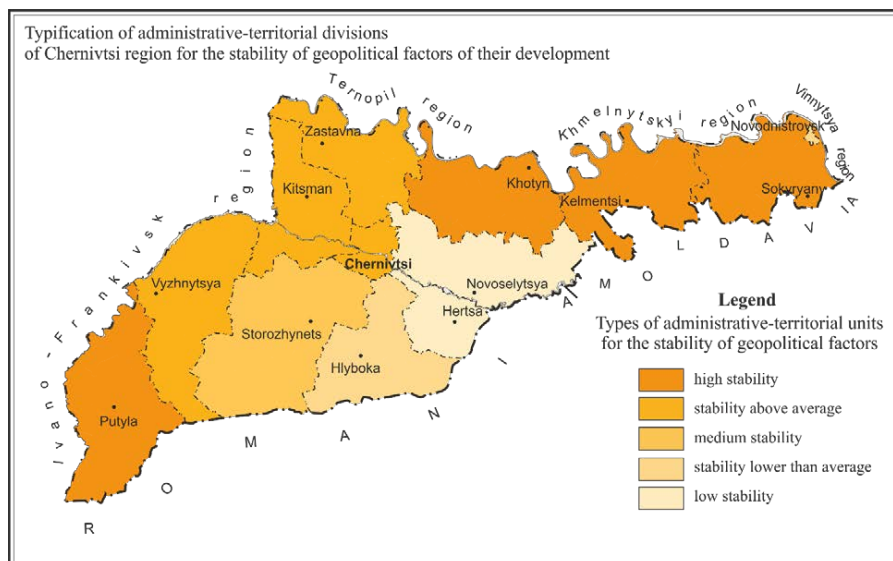 Typification of administrative-territorial divisions
of Chernivtsi region for the stability of geopolitical factors of their development
Ternopil region
Khmelnytskyi region
Vinnytsya region
Ivano-Frankivsk region
Zastavna
Novodnistroysk
Khotyn
Kitsman
Kelmentsi
Sokyryany
MOLDAVIA
Chernivtsi
Vyzhnytsya
Novoselytsya
Hertsa
Storozhynets
Hlyboka
Putyla
ROMANIA
Legend
Types of administrative-territorial units
for the stability of geopolitical factors
high stability
stability above average
medium stability
stability lower than average
low stability